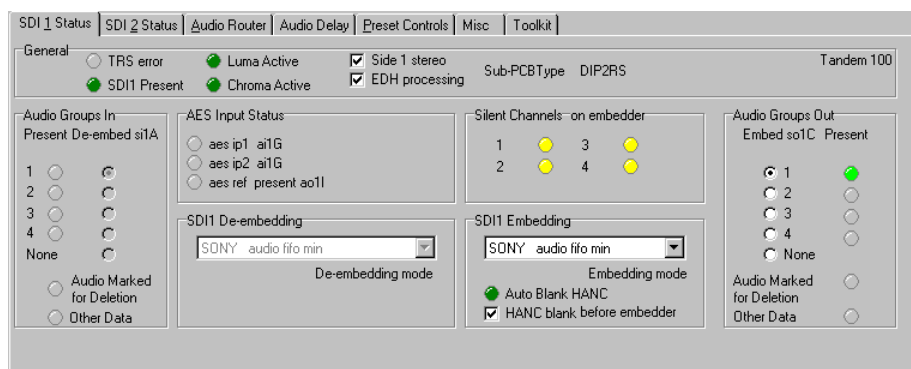 SDI 1 Status SDI 2 Status Audio Router Audio Delay Preset Controls Misc Toolkit
General
TRS error Luma Active Side 1 stereo Tandem 100
SDI1 Present Chroma Active EDH processing Sub-PCBType DIP2RS
Audio Groups In
Present De-embed si1A
1
2
3
4
None
Audio Marked
for Deletion
Other Data
AES Input Status
aes ip1 ai1G
aes ip2 ai1G
aes ref present ao1I
SDI1 De-embedding
SONY audio fifo min
De-embedding mode
Silent Channels on embedder
1 3
2 4
SDI1 Embedding
SONY audio fifo min
Embedding mode
Auto Blank HANC
HANC blank before embedder
Audio Groups Out
Embed so1C Present
1
2
3
4
None
Audio Marked
for Deletion
Other Data